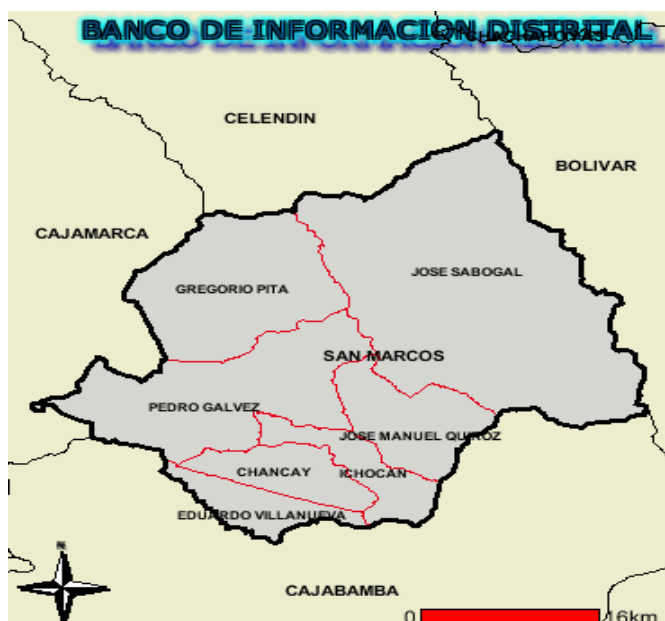 BANCO DE INFORMACION DISTRITAL
CHACHAPOYAS
CELENDIN
BOLIVAR
CAJAMARCA
JOSE SABOGAL
GREGORIO PITA
SAN MARCOS
PEDRO GALVEZ
JOSE MANUEL QUIROZ
CHANCAY
ICHOCAN
EDUARDO VILLANUEVA
N
CAJABAMBA
0 16km